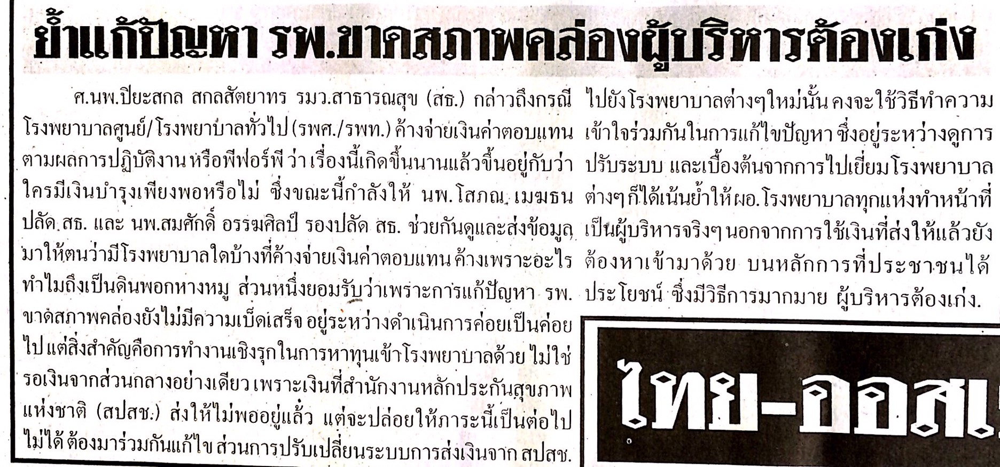 ย้ำแก้ปัญหา รพ.ขาดสภาพคล่องผู้บริหารต้องเก่ง
ศ.นพ.ปิยะสกล สกลสัตยาทร รมว.สาธารณสุข (สธ.) กล่าวถึงกรณี
โรงพยาบาลศูนย์/โรงพยาบาลทั่วไป (รพศ./รพท.) ค้างจ่ายเงินค่าตอบแทน
ตามผลการปฏิบัติงาน หรือพีฟอร์พี ว่า เรื่องนี้เกิดขึ้นนานแล้วขึ้นอยู่กับว่า
ใครมีเงินบำรุงเพียงพอหรือไม่ ซึ่งขณะนี้กำลังให้ นพ.โสภณ เมฆธน
ปลัด สธ. และ นพ.สมศักดิ์ อรรฆศิลป์ รองปลัด สธ. ช่วยกันดูและส่งข้อมูล
มาให้ตนว่ามีโรงพยาบาลใดบ้างที่ค้างจ่ายเงินค่าตอบแทน ค้างเพราะอะไร
ทำไมถึงเป็นดินพอกหางหมู ส่วนหนึ่งยอมรับว่าเพราะการแก้ปัญหา รพ.
ขาดสภาพคล่องยังไม่มีความเบ็ดเสร็จ อยู่ระหว่างดำเนินการค่อยเป็นค่อย
ไป แต่สิ่งสำคัญคือการทำงานเชิงรุกในการหาทุนเข้าโรงพยาบาลด้วย ไม่ใช่
รอเงินจากส่วนกลางอย่างเดียว เพราะเงินที่สำนักงานหลักประกันสุขภาพ
แห่งชาติ (สปสช.) ส่งให้ไม่พออยู่แล้ว แต่จะปล่อยให้ภาระนี้เป็นต่อไป
ไม่ได้ ต้องมาร่วมกันแก้ไข ส่วนการปรับเปลี่ยนระบบการส่งเงินจาก สปสช.
ไปยังโรงพยาบาลต่างๆใหม่นั้น คงจะใช้วิธีทำความ
เข้าใจร่วมกันในการแก้ไขปัญหา ซึ่งอยู่ระหว่างดูการ
ปรับระบบ และเบื้องต้นจากการไปเยี่ยมโรงพยาบาล
ต่างๆ ก็ได้เน้นย้ำให้ ผอ.โรงพยาบาลทุกแห่งทำหน้าที่
เป็นผู้บริหารจริงๆ นอกจากการใช้เงินที่ส่งให้แล้วยัง
ต้องหาเข้ามาด้วย บนหลักการที่ประชาชนได้
ประโยชน์ ซึ่งมีวิธีการมากมาย ผู้บริหารต้องเก่ง.
ไทย-ออสเ